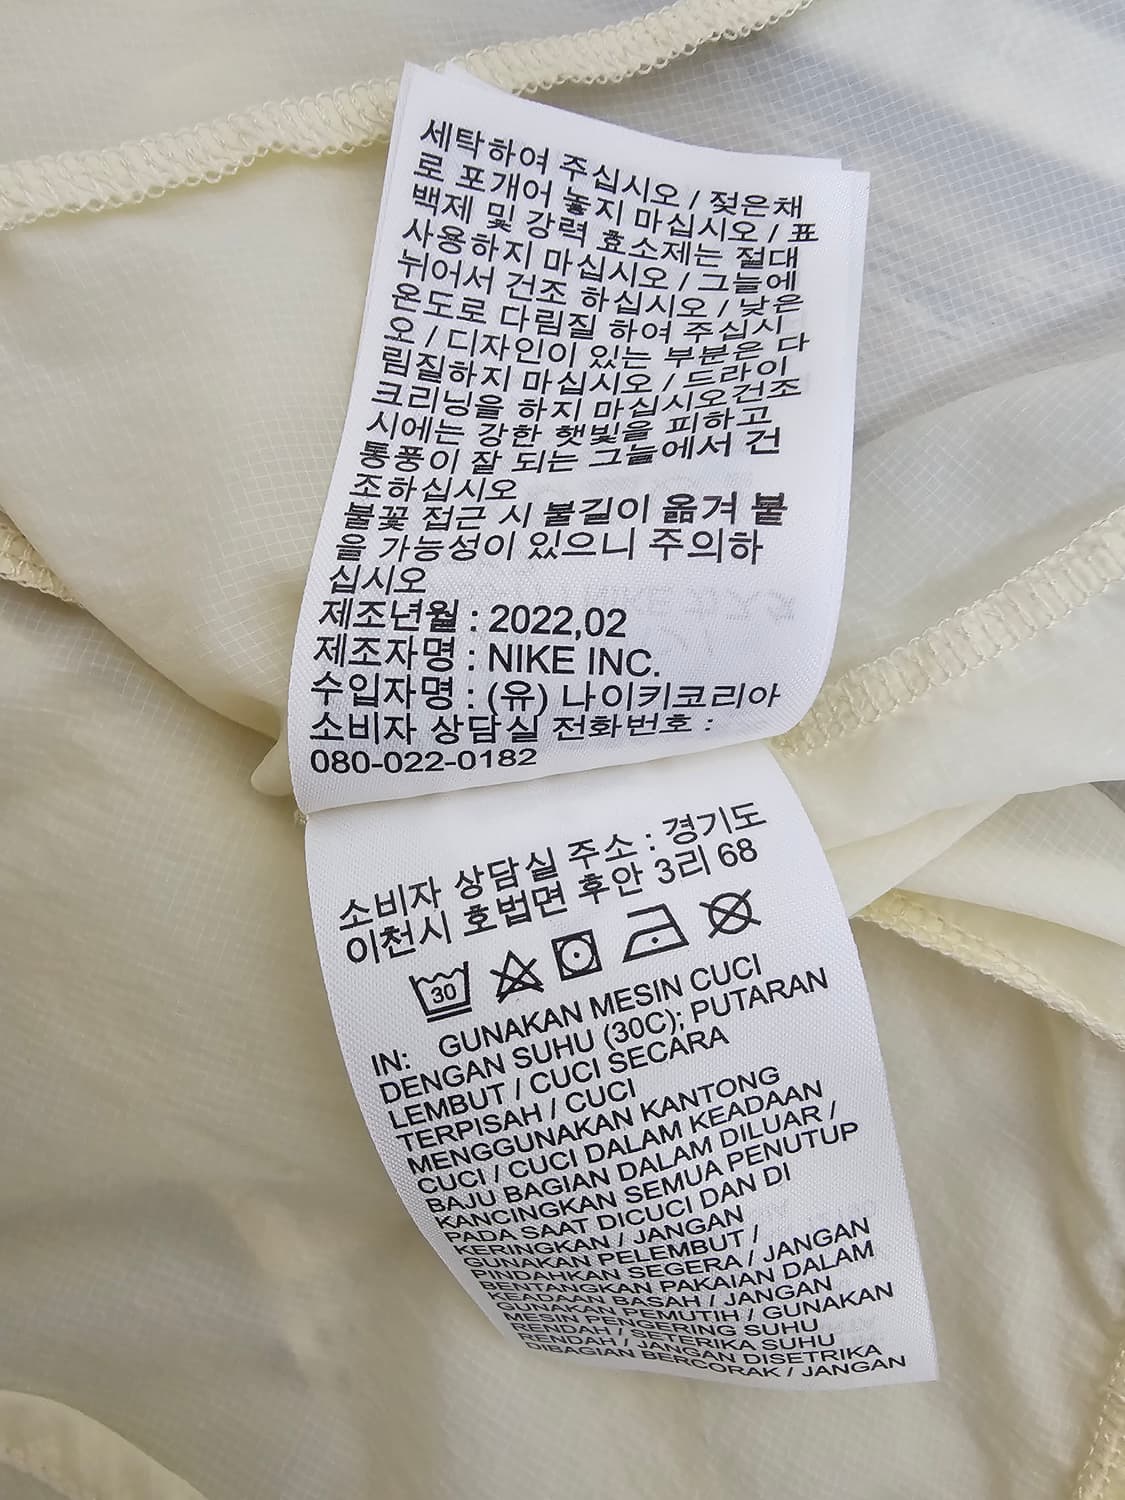 세탁하여 주십시오 / 젖은채
로 포개어 놓지 마십시오 / 표
백제 및 강력 효소제는 절대
사용하지 마십시오 / 그늘에
뉘어서 건조 하십시오 / 낮은
온도로 다림질 하여 주십시
오 / 디자인이 있는 부분은 다
림질하지 마십시오 / 드라이
크리닝을 하지 마십시오건조
시에는 강한 햇빛을 피하고
통풍이 잘 되는 그늘에서 건
조하십시오
불꽃 접근 시 불길이 옮겨 붙
을 가능성이 있으니 주의하
십시오
제조년월 : 2022,02
제조자명 : NIKE INC.
수입자명 : (유) 나이키코리아
소비자 상담실 전화번호 :
080-022-0182
소비자 상담실 주소 : 경기도
이천시 호법면 후안 3리 68
30
IN: GUNAKAN MESIN CUCI
DENGAN SUHU (30C); PUTARAN
LEMBUT / CUCI SECARA
TERPISAH / CUCI
MENGGUNAKAN KANTONG
CUCI / CUCI DALAM KEADAAN
BAJU BAGIAN DALAM DILUAR /
KANCINGKAN SEMUA PENUTUP
PADA SAAT DICUCI DAN DI
KERINGKAN / JANGAN
GUNAKAN PELEMBUT /
PINDAHKAN SEGERA / JANGAN
BENTANGKAN PAKAIAN DALAM
KEADAAN BASAH / JANGAN
GUNAKAN PEMUTIH / GUNAKAN
MESIN PENGERING SUHU
RENDAH / SETERIKA SUHU
RENDAH / JANGAN DISETRIKA
DIBAGIAN BERCORAK / JANGAN